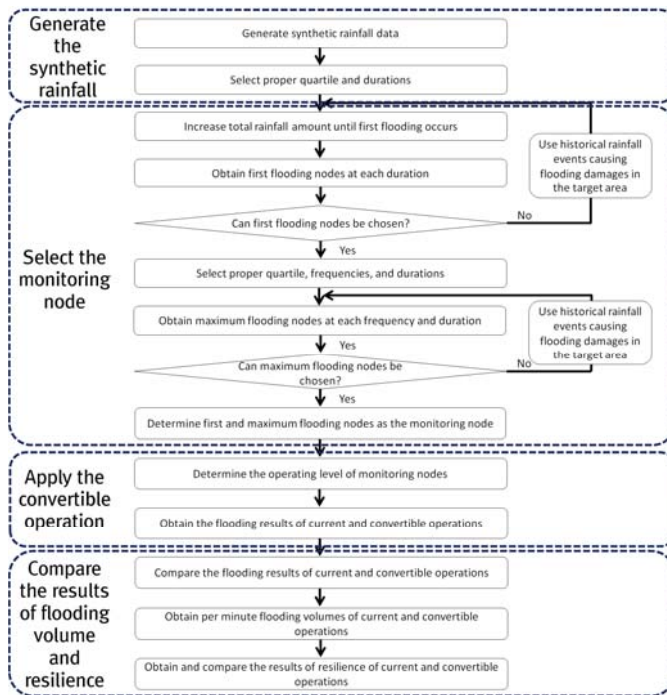 Generate
the
synthetic
rainfall
Generate synthetic rainfall data
Select proper quartile and durations
Select the
monitoring
node
Increase total rainfall amount until first flooding occurs
Obtain first flooding nodes at each duration
Can first flooding nodes be chosen?
No
Use historical rainfall
events causing
flooding damages in
the target area
Yes
Select proper quartile, frequencies, and durations
Obtain maximum flooding nodes at each frequency and duration
Yes
Can maximum flooding nodes be
chosen?
No
Use historical rainfall
events causing
flooding damages in
the target area
Yes
Determine first and maximum flooding nodes as the monitoring node
Apply the
convertible
operation
Determine the operating level of monitoring nodes
Obtain the flooding results of current and convertible operations
Compare
the results
of flooding
volume
and
resilience
Compare the flooding results of current and convertible operations
Obtain per minute flooding volumes of current and convertible
operations
Obtain and compare the results of resilience of current and convertible
operations